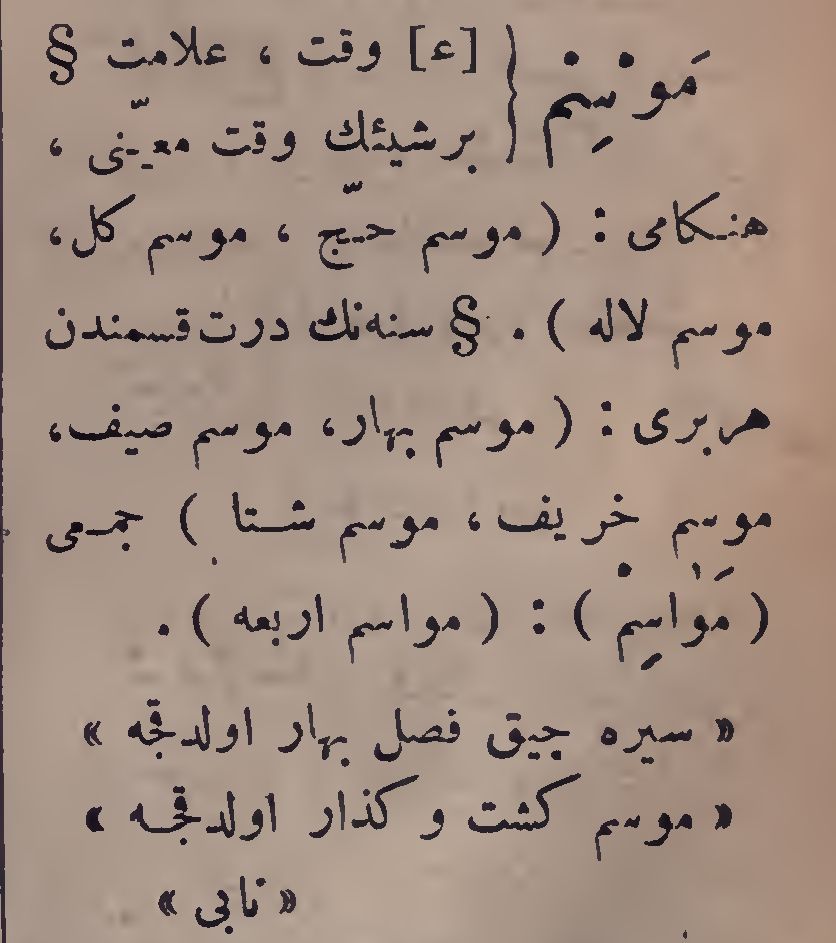 مَوْسِمْ } [ع] وقت ، علامت §
برشیئك وقت معیّنی ،
هنكامی : ( موسم حجّ ، موسم كل،
موسم لاله ) . § سنه‌نك درت قسمندن
هربری : ( موسم بهار، موسم صیف،
موسم خریف ، موسم شتا ) جمعی
( مَوَاسِمْ ) : ( مواسم اربعه ) .
« سیره چیق فصل بهار اولدقجه »
« موسم كشت و كذار اولدقجه »
« نابی »